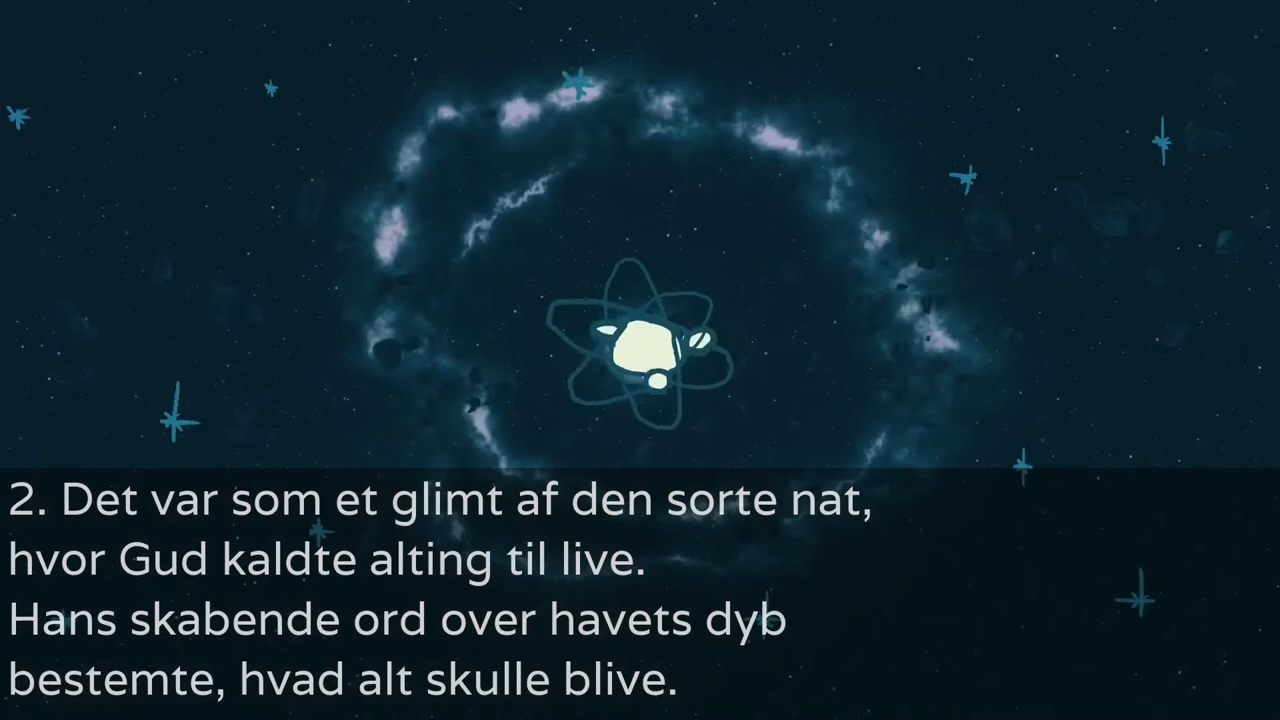 2. Det var som et glimt af den sorte nat,
hvor Gud kaldte alting til live.
Hans skabende ord over havets dyb
bestemte, hvad alt skulle blive.